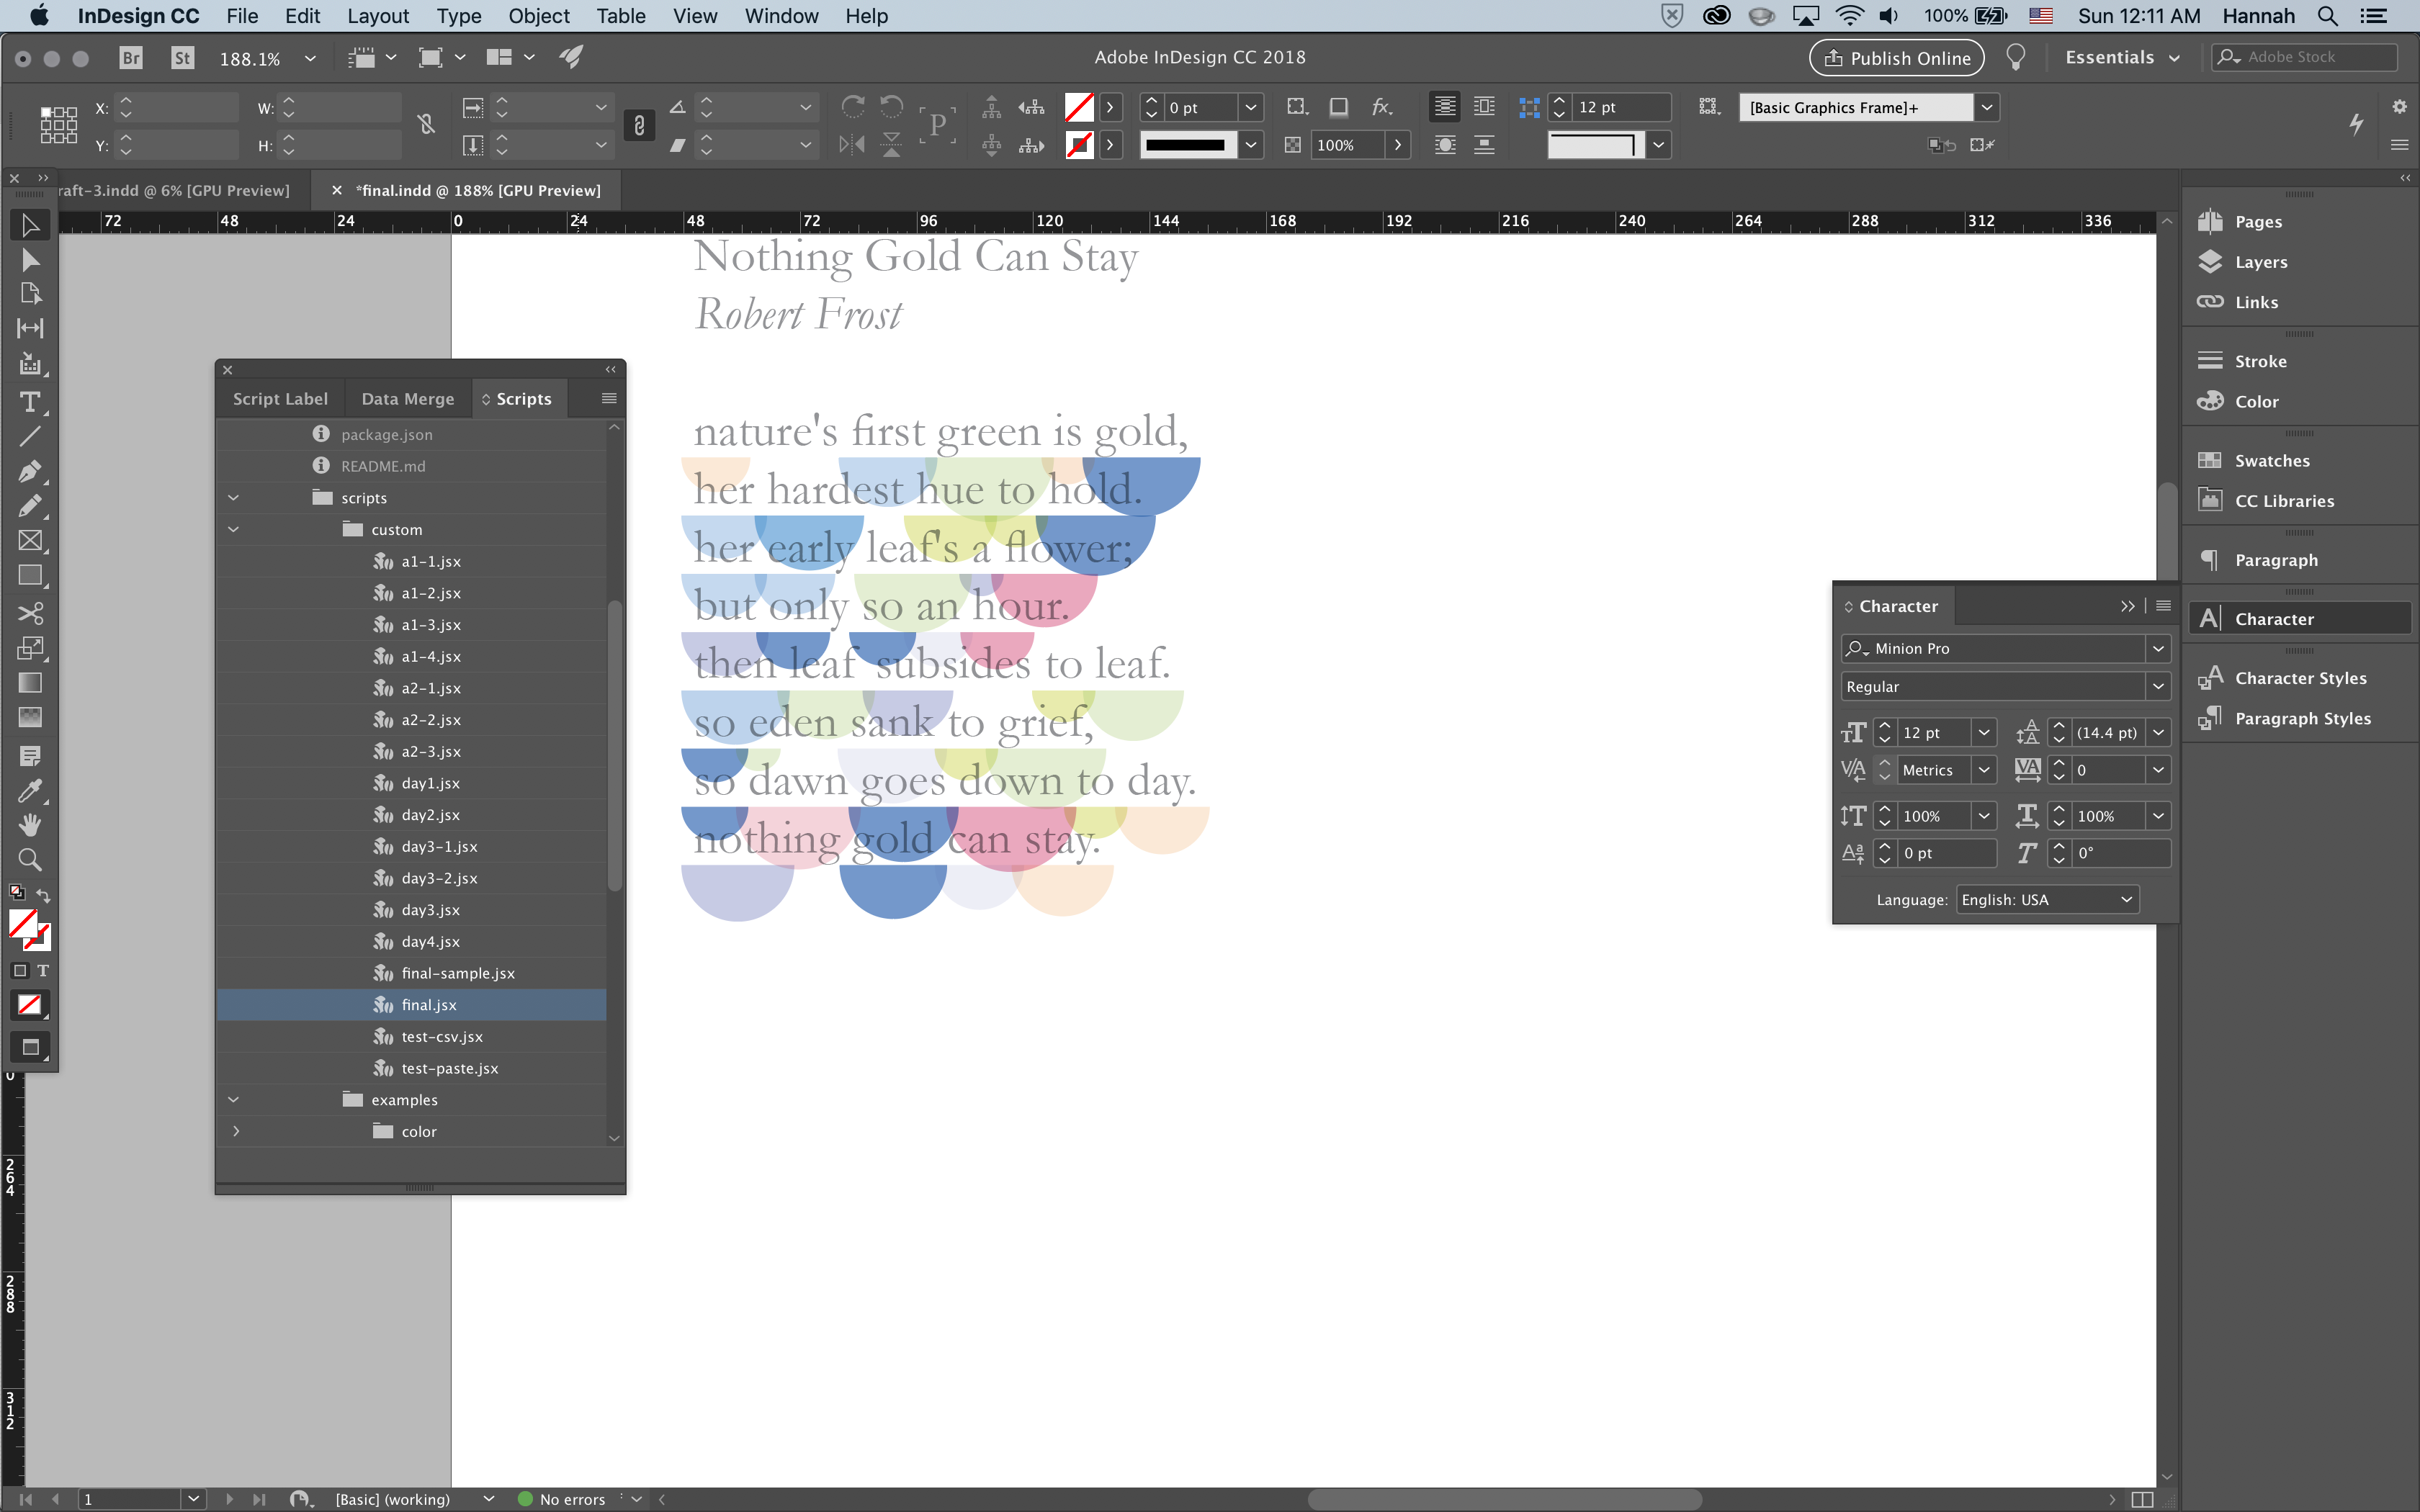 InDesign CC File Edit Layout Type Object Table View Window Help 100% Sun 12:11 AM Hannah
Br St 188.1% Adobe InDesign CC 2018 Publish Online Essentials Adobe Stock
X: W: 0 pt fx. 12 pt [Basic Graphics Frame]+
Y: H: P 100%
raft-3.indd @ 6% [GPU Preview] *final.indd @ 188% [GPU Preview]
72 48 24 0 24 48 72 96 120 144 168 192 216 240 264 288 312 336
Nothing Gold Can Stay
Robert Frost
nature's first green is gold,
her hardest hue to hold.
her early leaf's a flower;
but only so an hour.
then leaf subsides to leaf.
so eden sank to grief,
so dawn goes down to day.
nothing gold can stay.
Script Label Data Merge Scripts
package.json
README.md
scripts
custom
a1-1.jsx
a1-2.jsx
a1-3.jsx
a1-4.jsx
a2-1.jsx
a2-2.jsx
a2-3.jsx
day1.jsx
day2.jsx
day3-1.jsx
day3-2.jsx
day3.jsx
day4.jsx
final-sample.jsx
final.jsx
test-csv.jsx
test-paste.jsx
examples
color
Character
Minion Pro
Regular
12 pt (14.4 pt)
Metrics 0
100% 100%
0 pt 0°
Language: English: USA
Pages
Layers
Links
Stroke
Color
Swatches
CC Libraries
Paragraph
Character
Character Styles
Paragraph Styles
0
264
288
312
1 [Basic] (working) No errors